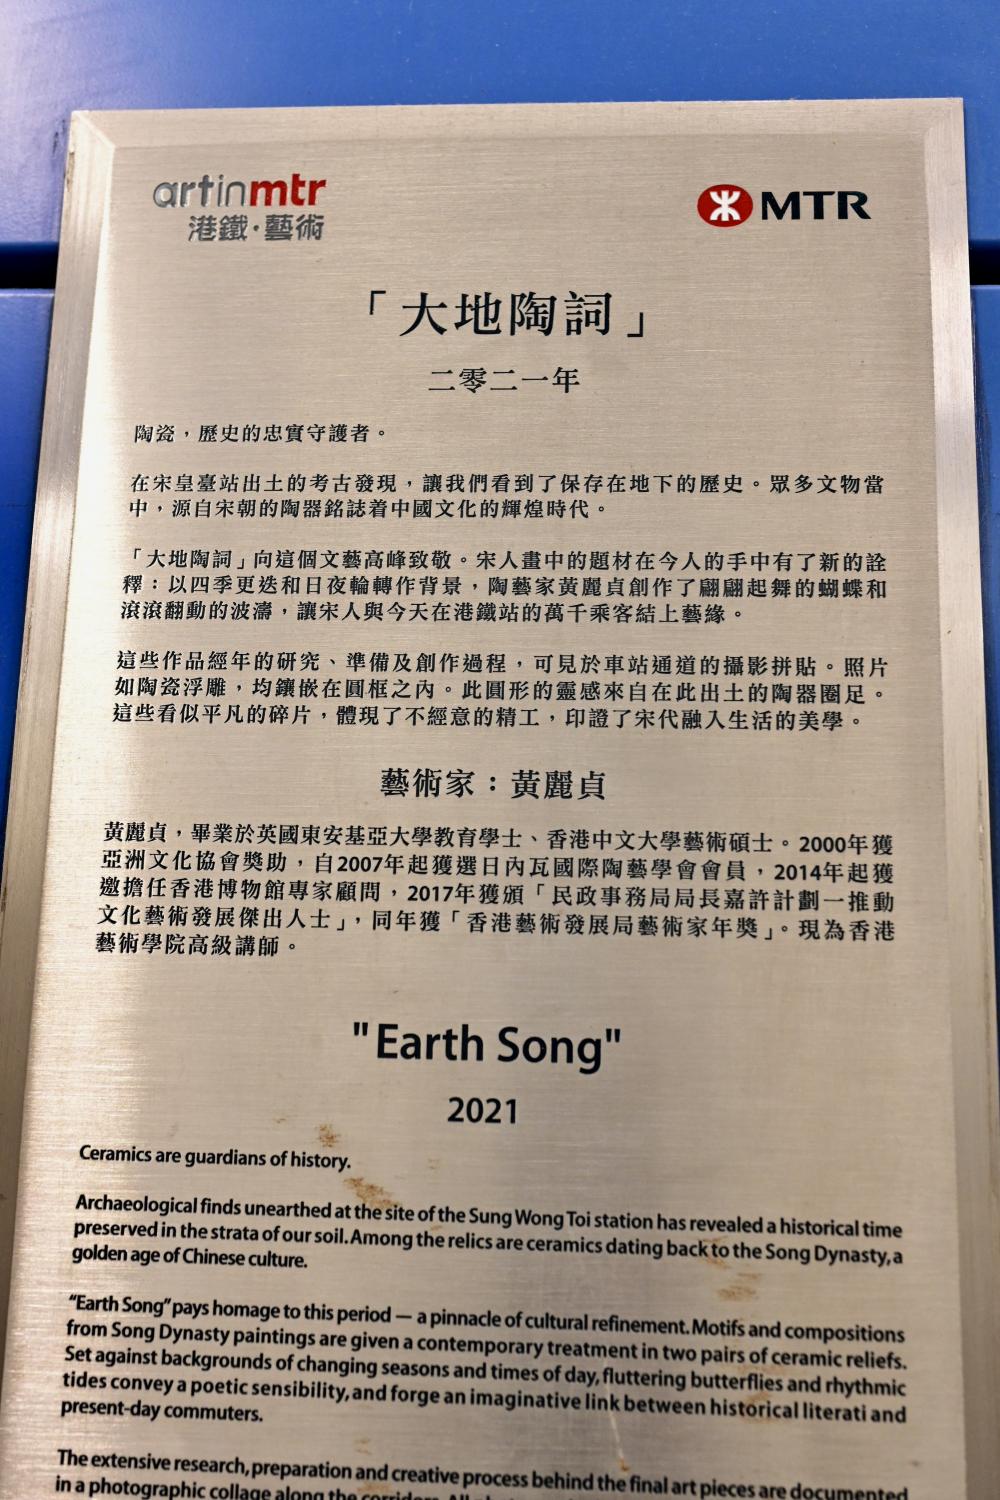 artinmtr
港鐵·藝術
MTR
「大地陶詞」
二零二一年
陶瓷，歷史的忠實守護者。
在宋皇臺站出土的考古發現，讓我們看到了保存在地下的歷史。眾多文物當
中，源自宋朝的陶器銘誌着中國文化的輝煌時代。
「大地陶詞」向這個文藝高峰致敬。宋人畫中的題材在今人的手中有了新的詮
釋：以四季更迭和日夜輪轉作背景，陶藝家黃麗貞創作了翩翩起舞的蝴蝶和
滾滾翻動的波濤，讓宋人與今天在港鐵站的萬千乘客結上藝緣。
這些作品經年的研究、準備及創作過程，可見於車站通道的攝影拼貼。照片
如陶瓷浮雕，均鑲嵌在圓框之內。此圓形的靈感來自在此出土的陶器圈足。
這些看似平凡的碎片，體現了不經意的精工，印證了宋代融入生活的美學。
藝術家：黃麗貞
黃麗貞，畢業於英國東安基亞大學教育學士、香港中文大學藝術碩士。2000年獲
亞洲文化協會獎助，自2007年起獲選日內瓦國際陶藝學會會員，2014年起獲
邀擔任香港博物館專家顧問，2017年獲頒「民政事務局局長嘉許計劃一推動
文化藝術發展傑出人士」，同年獲「香港藝術發展局藝術家年獎」。現為香港
藝術學院高級講師。
"Earth Song"
2021
Ceramics are guardians of history.
Archaeological finds unearthed at the site of the Sung Wong Toi station has revealed a historical time
preserved in the strata of our soil. Among the relics are ceramics dating back to the Song Dynasty, a
golden age of Chinese culture.
“Earth Song” pays homage to this period — a pinnacle of cultural refinement. Motifs and compositions
from Song Dynasty paintings are given a contemporary treatment in two pairs of ceramic reliefs.
Set against backgrounds of changing seasons and times of day, fluttering butterflies and rhythmic
tides convey a poetic sensibility, and forge an imaginative link between historical literati and
present-day commuters.
The extensive research, preparation and creative process behind the final art pieces are documented
in a photographic collage along the